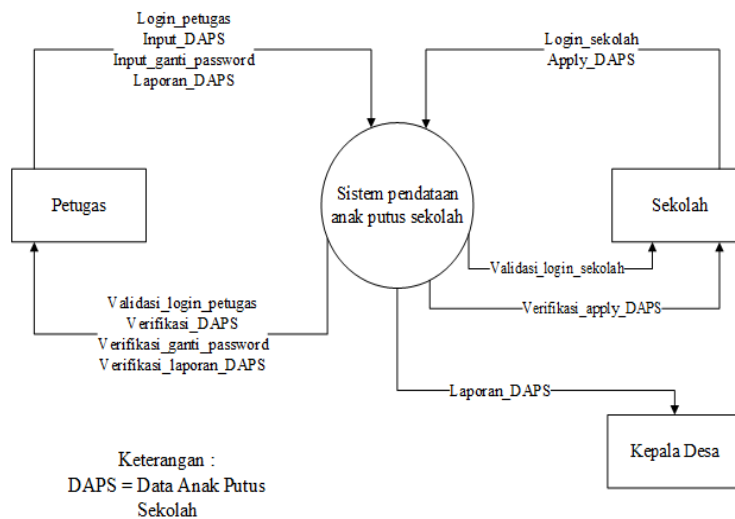 Login_petugas
Input_DAPS
Input_ganti_password
Laporan_DAPS
Login_sekolah
Apply_DAPS
Petugas
Sistem pendataan
anak putus sekolah
Sekolah
Validasi_login_sekolah
Validasi_login_petugas
Verifikasi_DAPS
Verifikasi_ganti_password
Verifikasi_laporan_DAPS
Verifikasi_apply_DAPS
Laporan_DAPS
Kepala Desa
Keterangan :
DAPS = Data Anak Putus
Sekolah